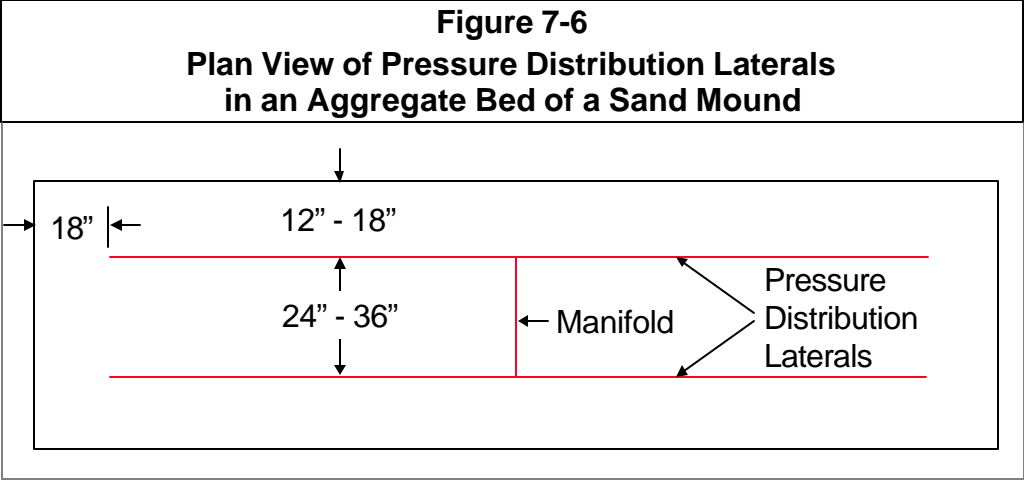 Figure 7-6
Plan View of Pressure Distribution Laterals
in an Aggregate Bed of a Sand Mound
18”
12” - 18”
24” - 36”
Manifold
Pressure
Distribution
Laterals